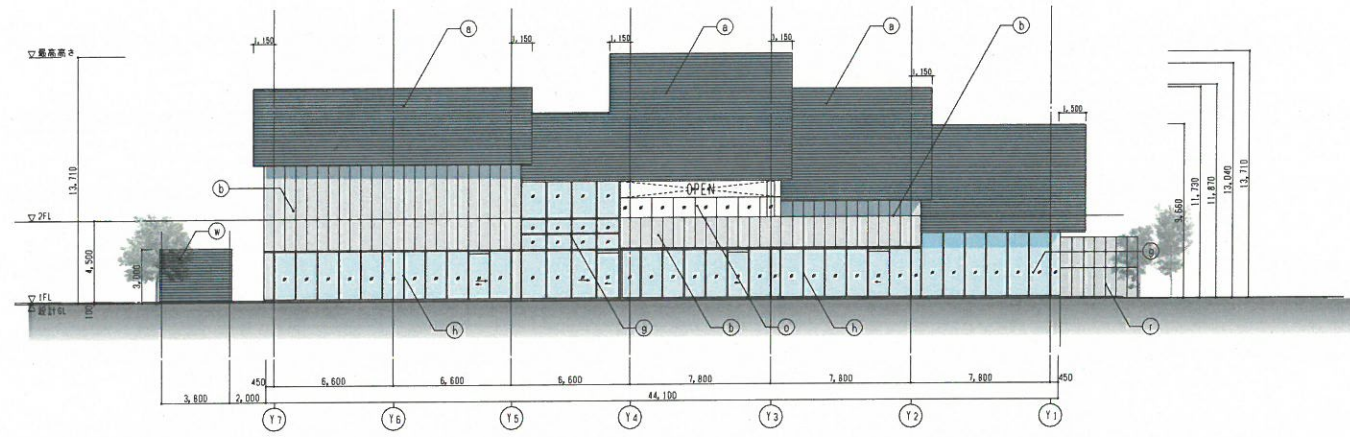 1,150
1,150
1,150
1,150
1,150
1,500
a
a
a
b
▽最高高さ
13,710
b
w
▽2FL
4,500
3,000
▽1FL
設計GL
100
OPEN
g
r
h
g
b
o
h
11,730
11,870
13,040
13,710
450
6,600
6,600
6,600
7,800
7,800
7,800
450
3,800
2,000
44,100
Y7
Y6
Y5
Y4
Y3
Y2
Y1